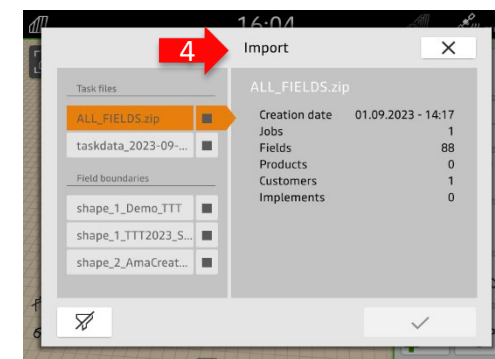 16:04
4
Import
Task files
ALL_FIELDS.zip
taskdata_2023-09-...
Field boundaries
shape_1_Demo_TTT
shape_1_TTT2023_S...
shape_2_AmaCreat...
ALL_FIELDS.zip
Creation date 01.09.2023 - 14:17
Jobs 1
Fields 88
Products 0
Customers 1
Implements 0